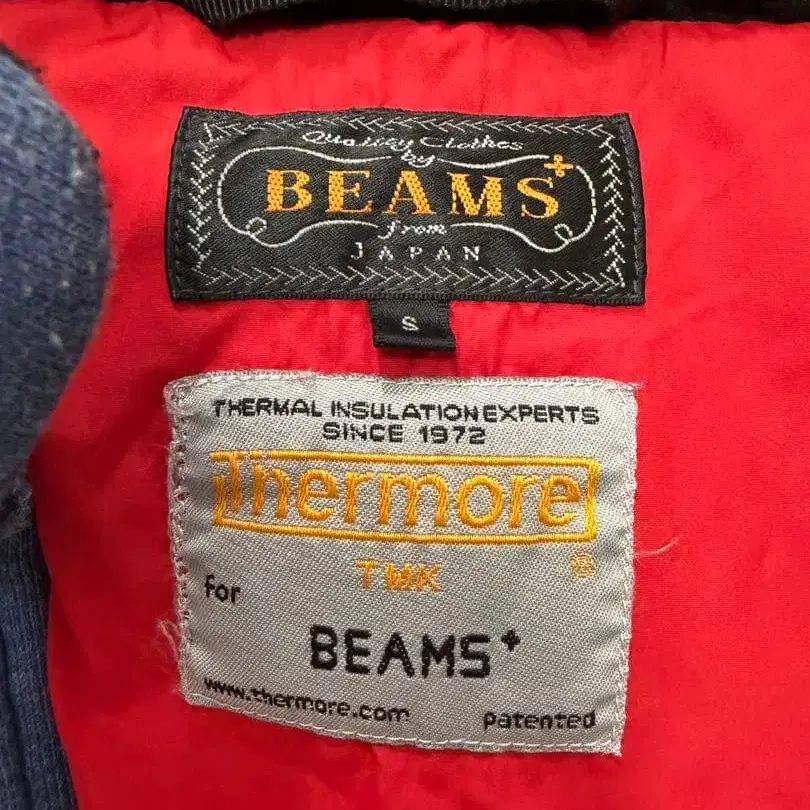 Quality Clothes
by
BEAMS+
from
JAPAN
S
THERMAL INSULATION EXPERTS
SINCE 1972
Thermore
TMK ®
for
BEAMS+
www.thermore.com patented